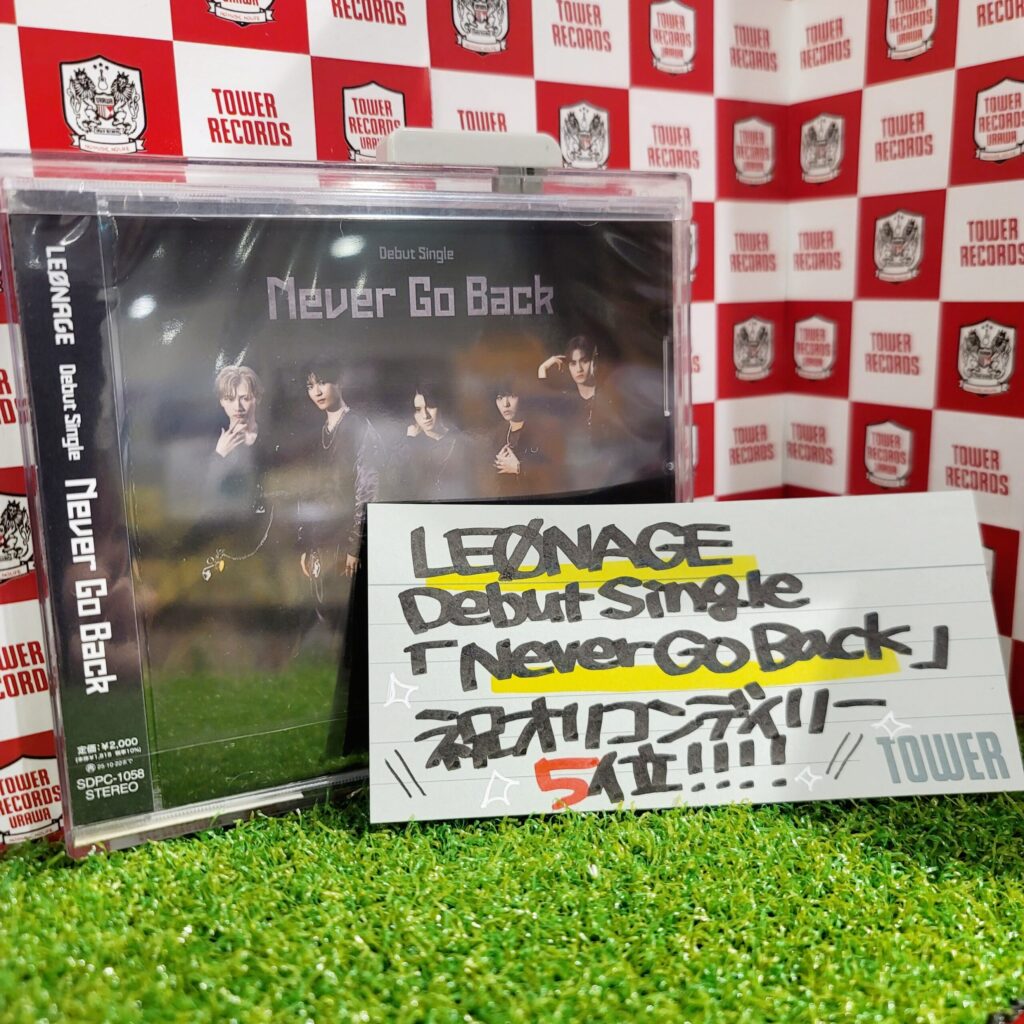 TOWER
RECORDS
TOWER
RECORDS
URAWA
Debut Single
Never Go Back
LEØNAGE Debut Single Never Go Back
定価:¥2,000
SDPC-1058
STEREO
LEØNAGE
Debut Single
「Never Go Back」
祝オリコンデイリー
5位!!!!
TOWER